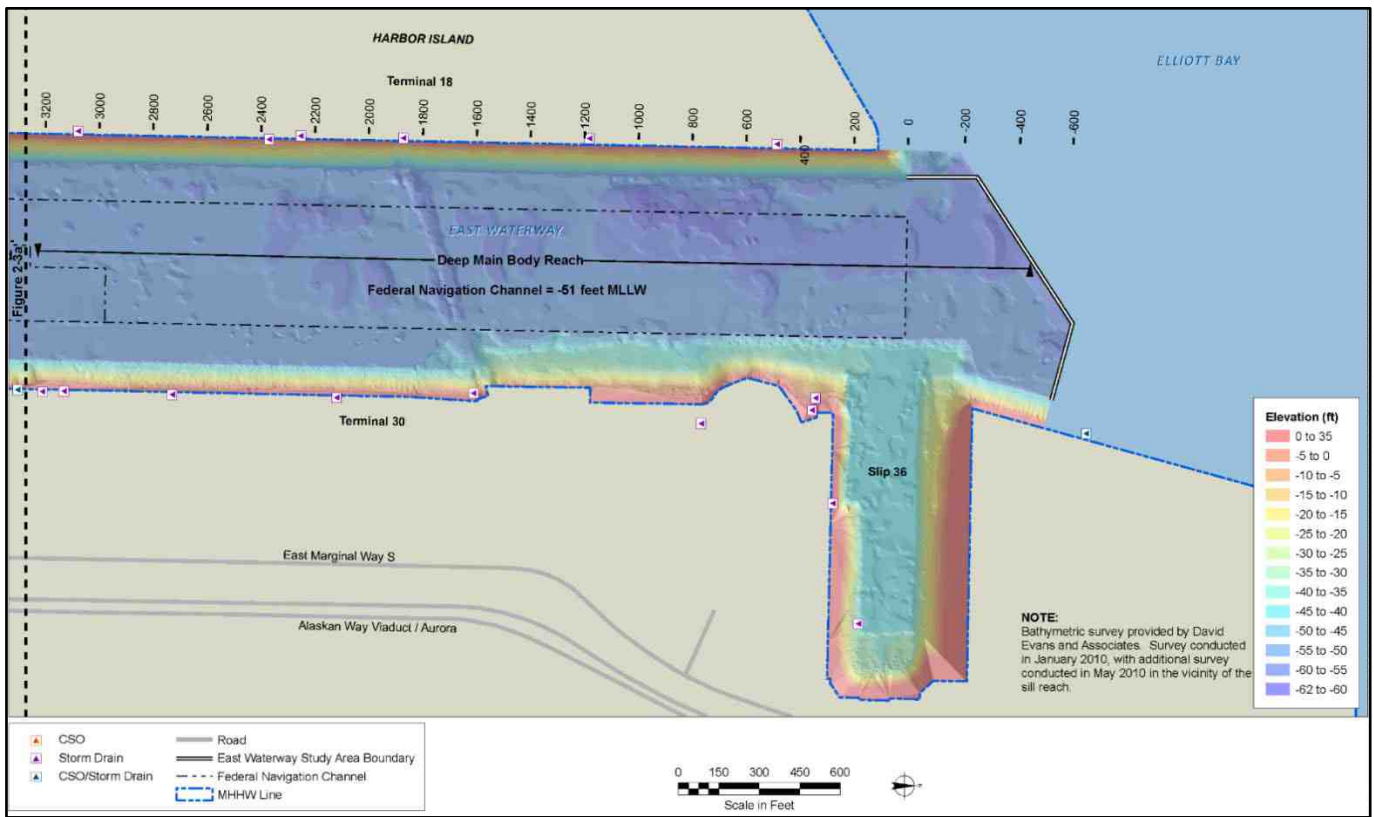 HARBOR ISLAND
ELLIOTT BAY
Terminal 18
3200
3000
2800
2600
2400
2200
2000
1800
1600
1400
1200
1000
800
600
400
200
0
-200
-400
-600
EAST WATERWAY
Deep Main Body Reach
Federal Navigation Channel = -51 feet MLLW
Figure 2-3a
Terminal 30
Slip 36
East Marginal Way S
Alaskan Way Viaduct / Aurora
Elevation (ft)
0 to 35
-5 to 0
-10 to -5
-15 to -10
-20 to -15
-25 to -20
-30 to -25
-35 to -30
-40 to -35
-45 to -40
-50 to -45
-55 to -50
-60 to -55
-62 to -60
NOTE:
Bathymetric survey provided by David
Evans and Associates. Survey conducted
in January 2010, with additional survey
conducted in May 2010 in the vicinity of the
sill reach.
CSO
Storm Drain
CSO/Storm Drain
Road
East Waterway Study Area Boundary
Federal Navigation Channel
MHHW Line
0 150 300 450 600
Scale in Feet